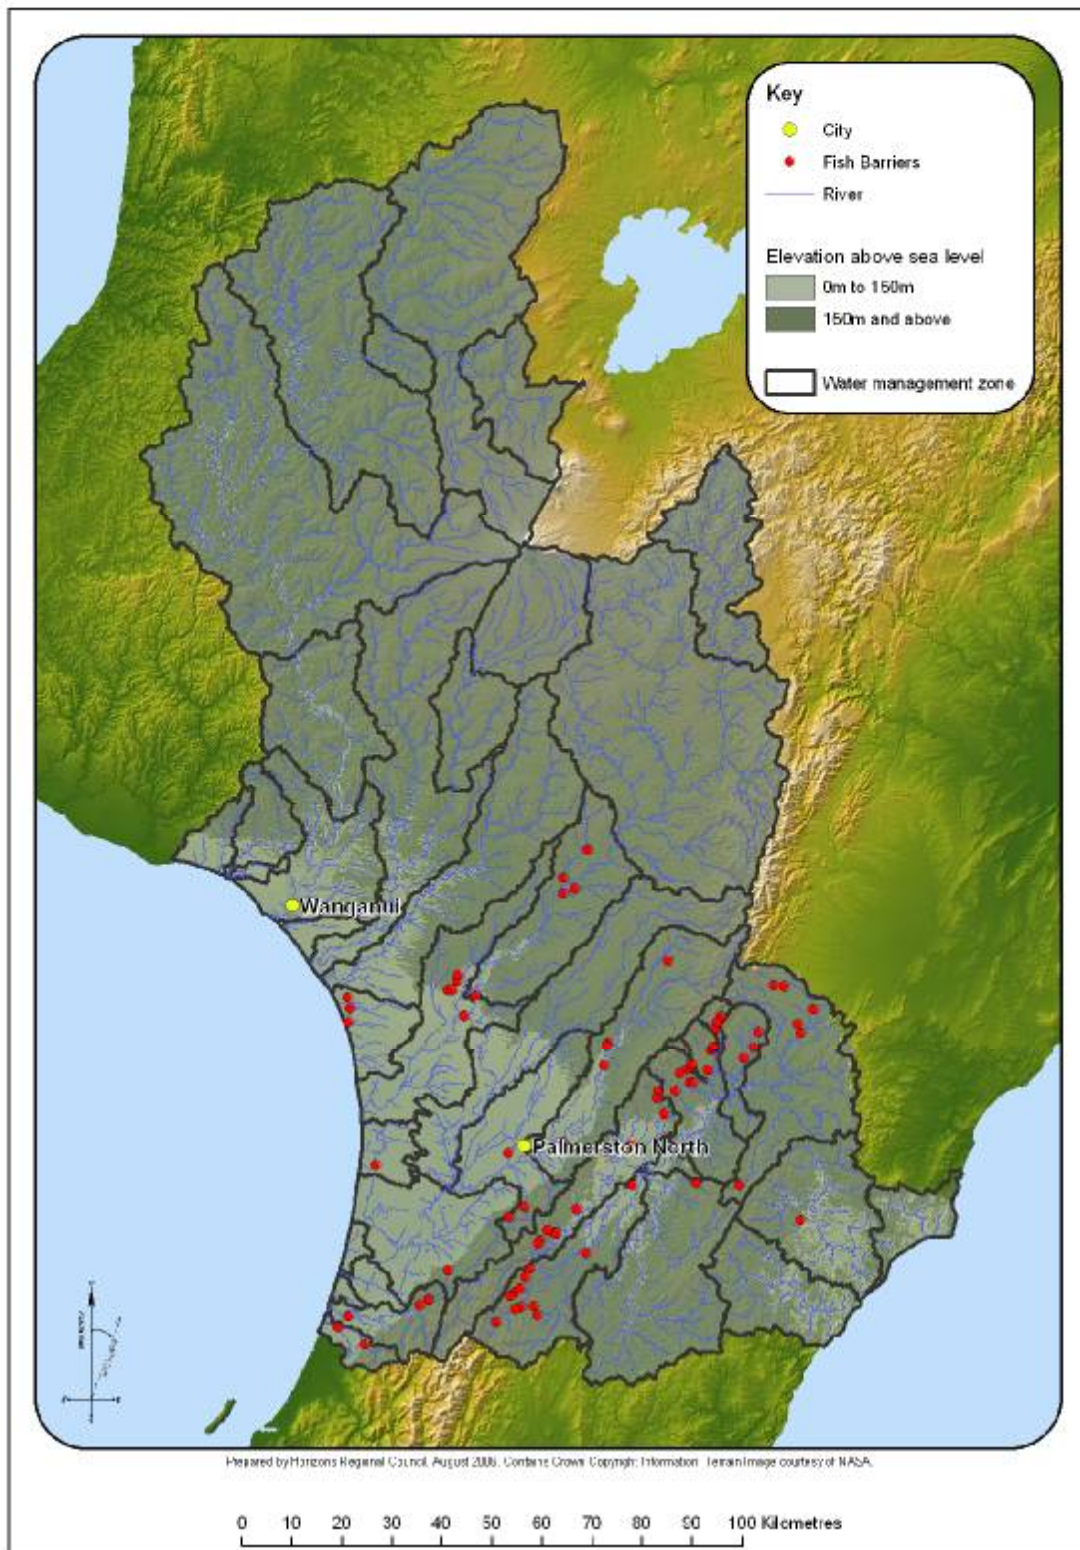 Key
City
Fish Barriers
River
Elevation above sea level
0m to 150m
150m and above
Water management zone
Wanganui
Palmerston North
Prepared by Horizons Regional Council, August 2006. Contains Crown Copyright Information. Terrain Image courtesy of NASA.
0 10 20 30 40 50 60 70 80 90 100 Kilometres